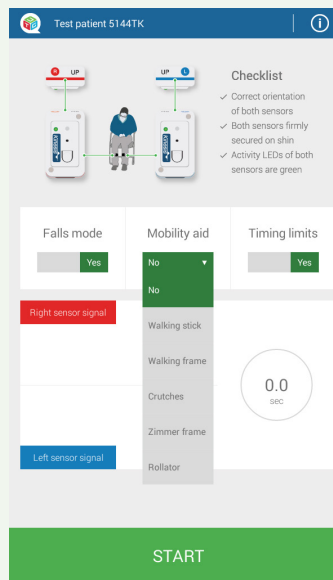 Test patient 5144TK
R UP
UP L
Checklist
✓ Correct orientation
of both sensors
✓ Both sensors firmly
secured on shin
✓ Activity LEDs of both
sensors are green
Falls mode
Mobility aid
Timing limits
Yes
No
Yes
No
Walking stick
Walking frame
Crutches
Zimmer frame
Rollator
Right sensor signal
0.0
sec
Left sensor signal
START